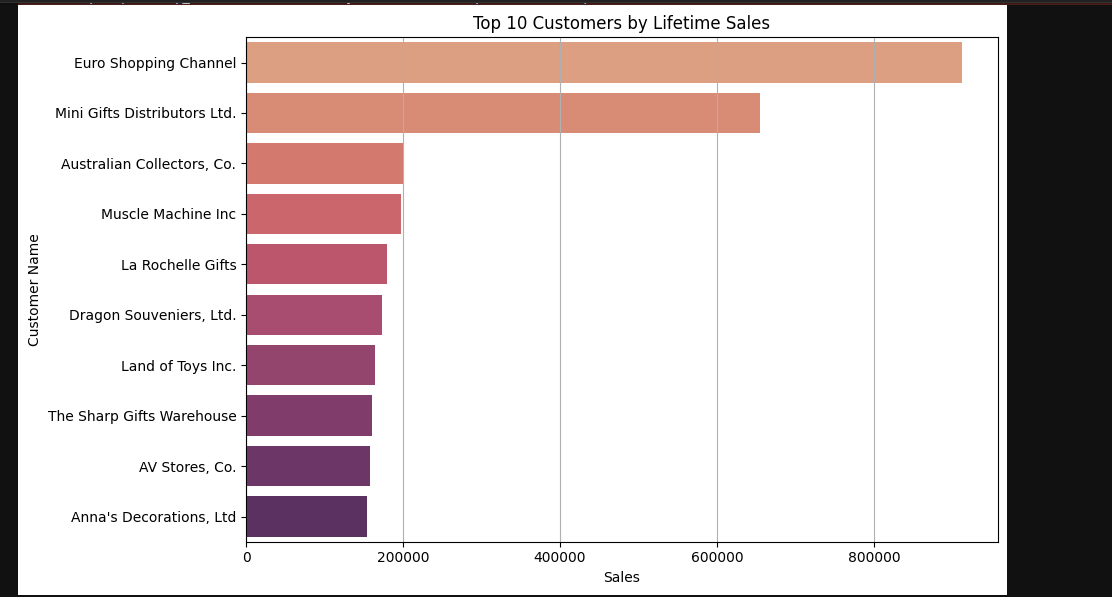 Top 10 Customers by Lifetime Sales
Euro Shopping Channel
Mini Gifts Distributors Ltd.
Australian Collectors, Co.
Muscle Machine Inc
La Rochelle Gifts
Dragon Souveniers, Ltd.
Land of Toys Inc.
The Sharp Gifts Warehouse
AV Stores, Co.
Anna's Decorations, Ltd
Customer Name
0 200000 400000 600000 800000
Sales